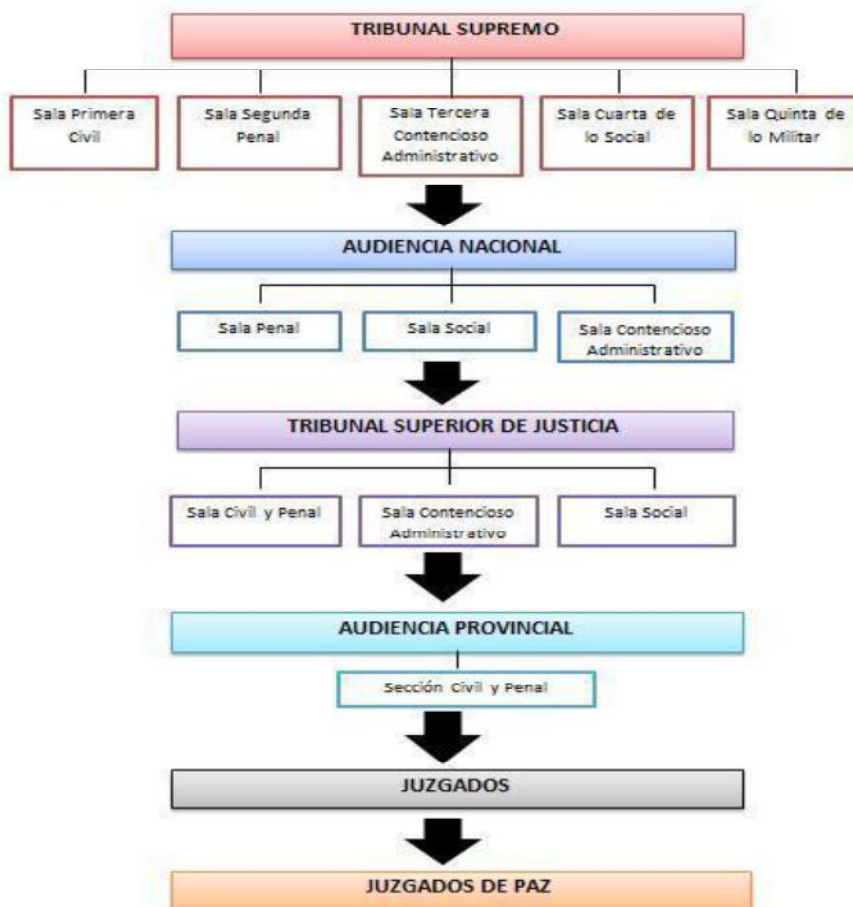 TRIBUNAL SUPREMO
Sala Primera
Civil
Sala Segunda
Penal
Sala Tercera
Contencioso
Administrativo
Sala Cuarta de
lo Social
Sala Quinta de
lo Militar
AUDIENCIA NACIONAL
Sala Penal
Sala Social
Sala Contencioso
Administrativo
TRIBUNAL SUPERIOR DE JUSTICIA
Sala Civil y Penal
Sala Contencioso
Administrativo
Sala Social
AUDIENCIA PROVINCIAL
Sección Civil y Penal
JUZGADOS
JUZGADOS DE PAZ